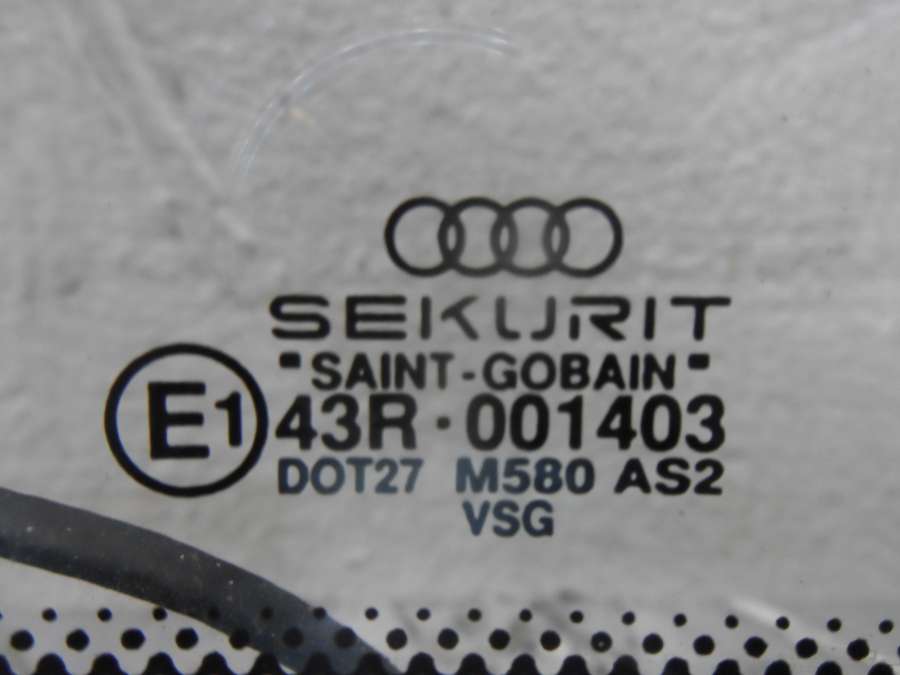 SEKURIT
"SAINT-GOBAIN"
E1 43R·001403
DOT27 M580 AS2
VSG